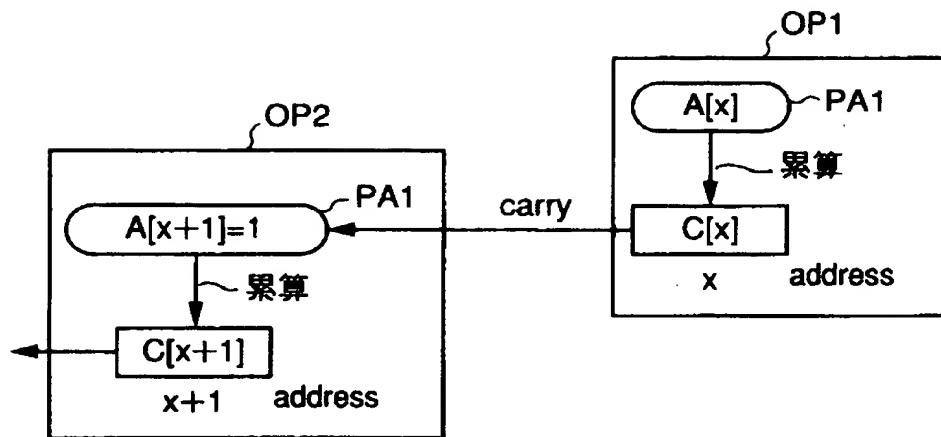 OP1
A[x]
PA1
累算
C[x]
x address
carry
OP2
PA1
A[x+1]=1
累算
C[x+1]
x+1 address